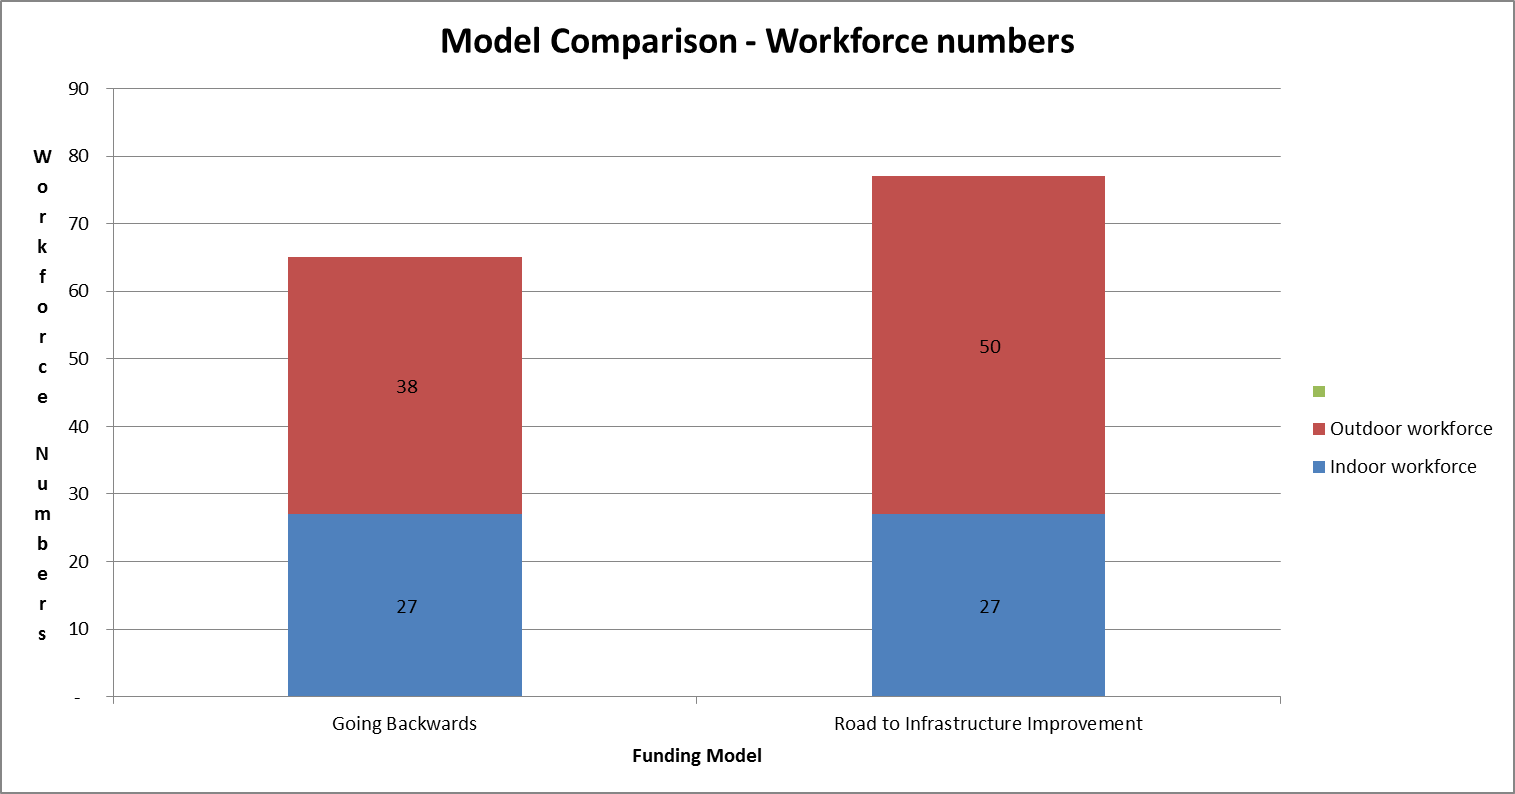 Model Comparison - Workforce numbers
Workforce Numbers
90
80
70
60
50
40
30
20
10
-
38
27
50
27
Going Backwards
Road to Infrastructure Improvement
Funding Model
Outdoor workforce
Indoor workforce